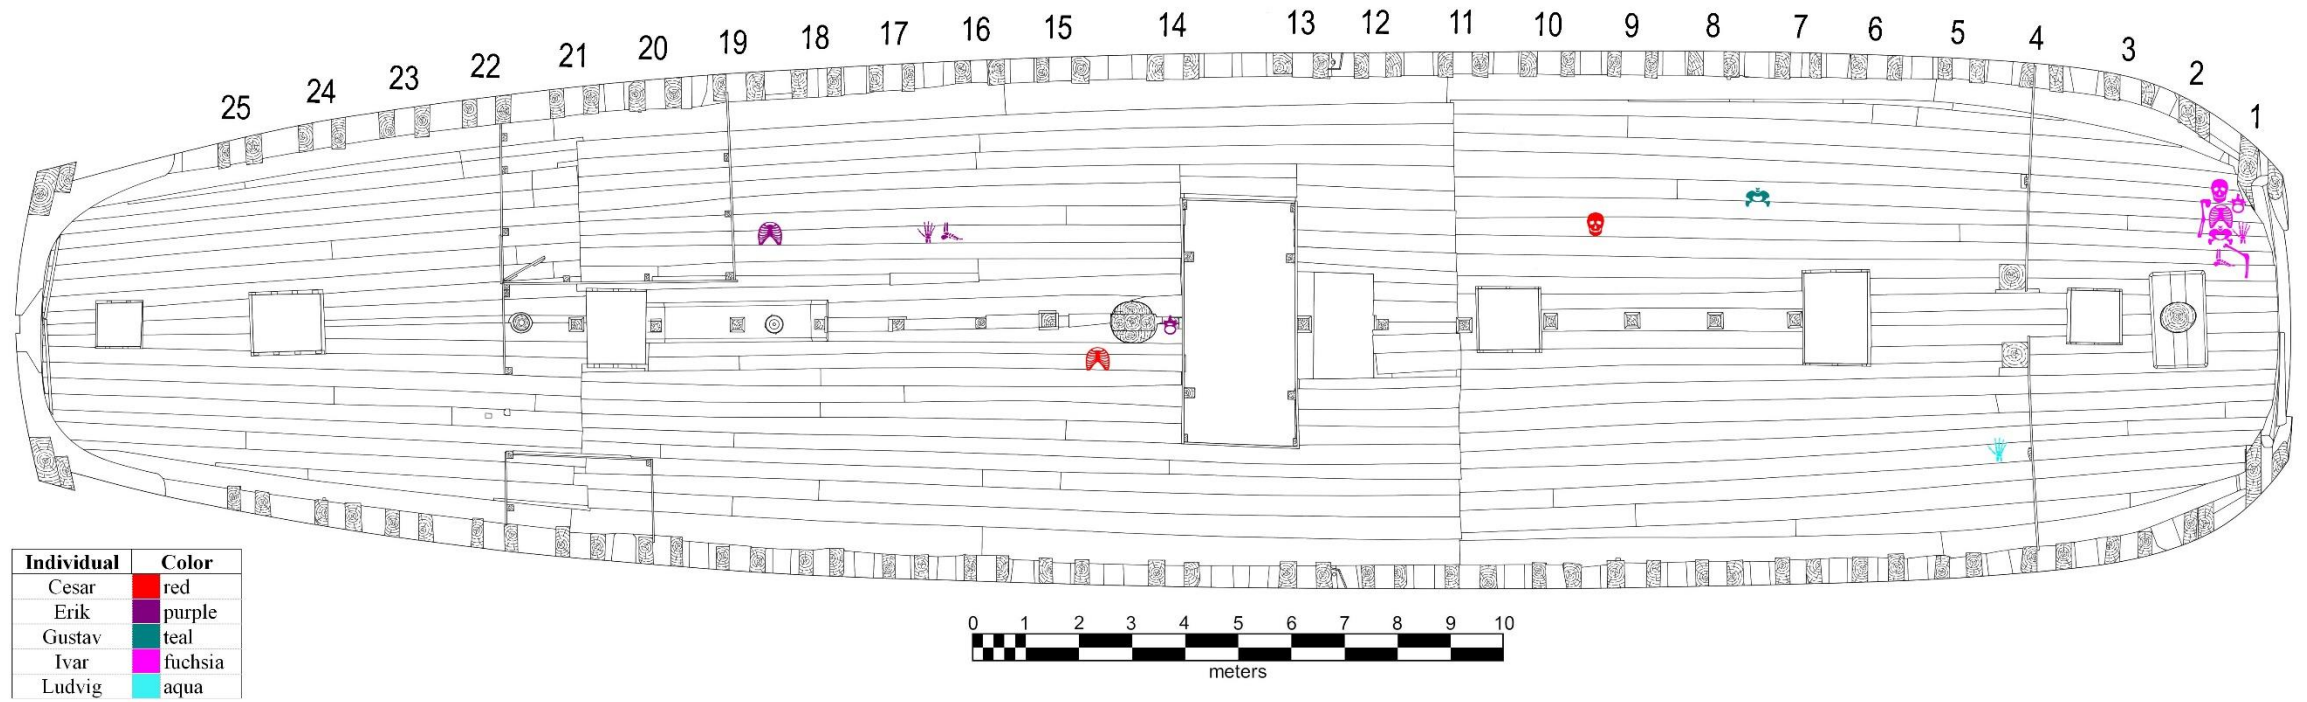 25 24 23 22 21 20 19 18 17 16 15 14 13 12 11 10 9 8 7 6 5 4 3 2 1
Individual Color
Cesar red
Erik purple
Gustav teal
Ivar fuchsia
Ludvig aqua
0 1 2 3 4 5 6 7 8 9 10
meters